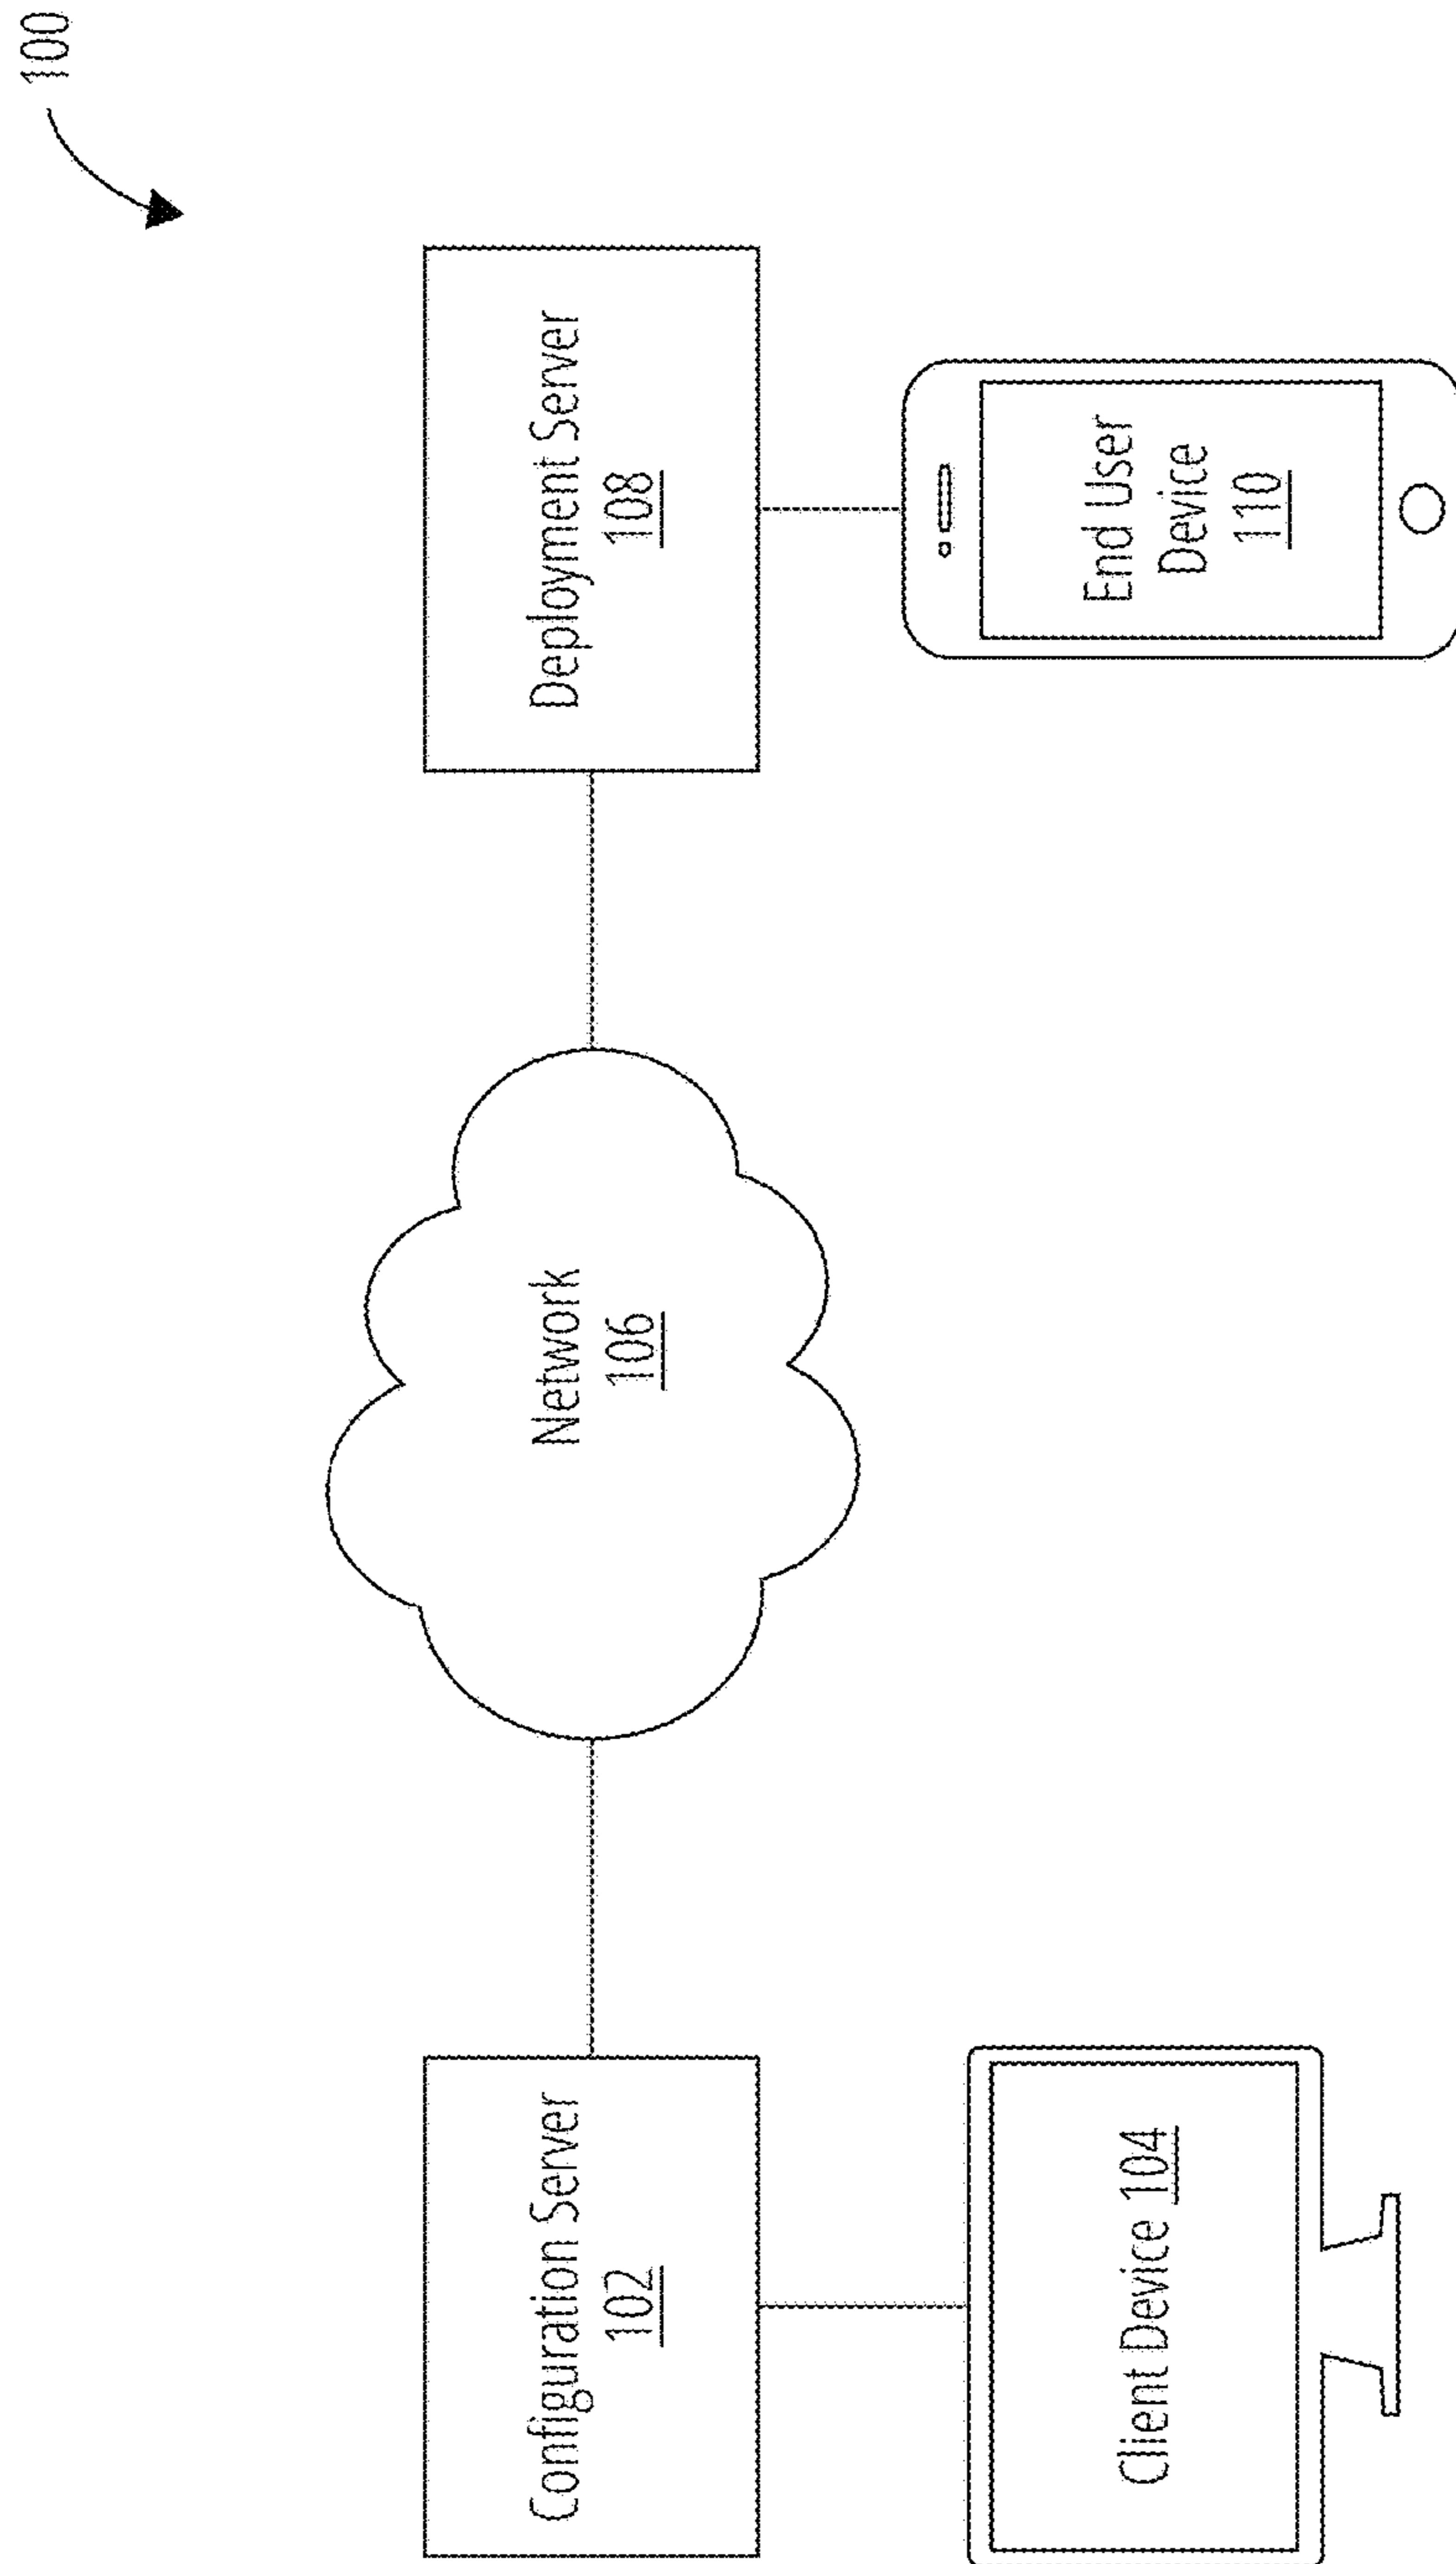 100
Configuration Server
102
Network
106
Deployment Server
108
Client Device 104
End User
Device
110